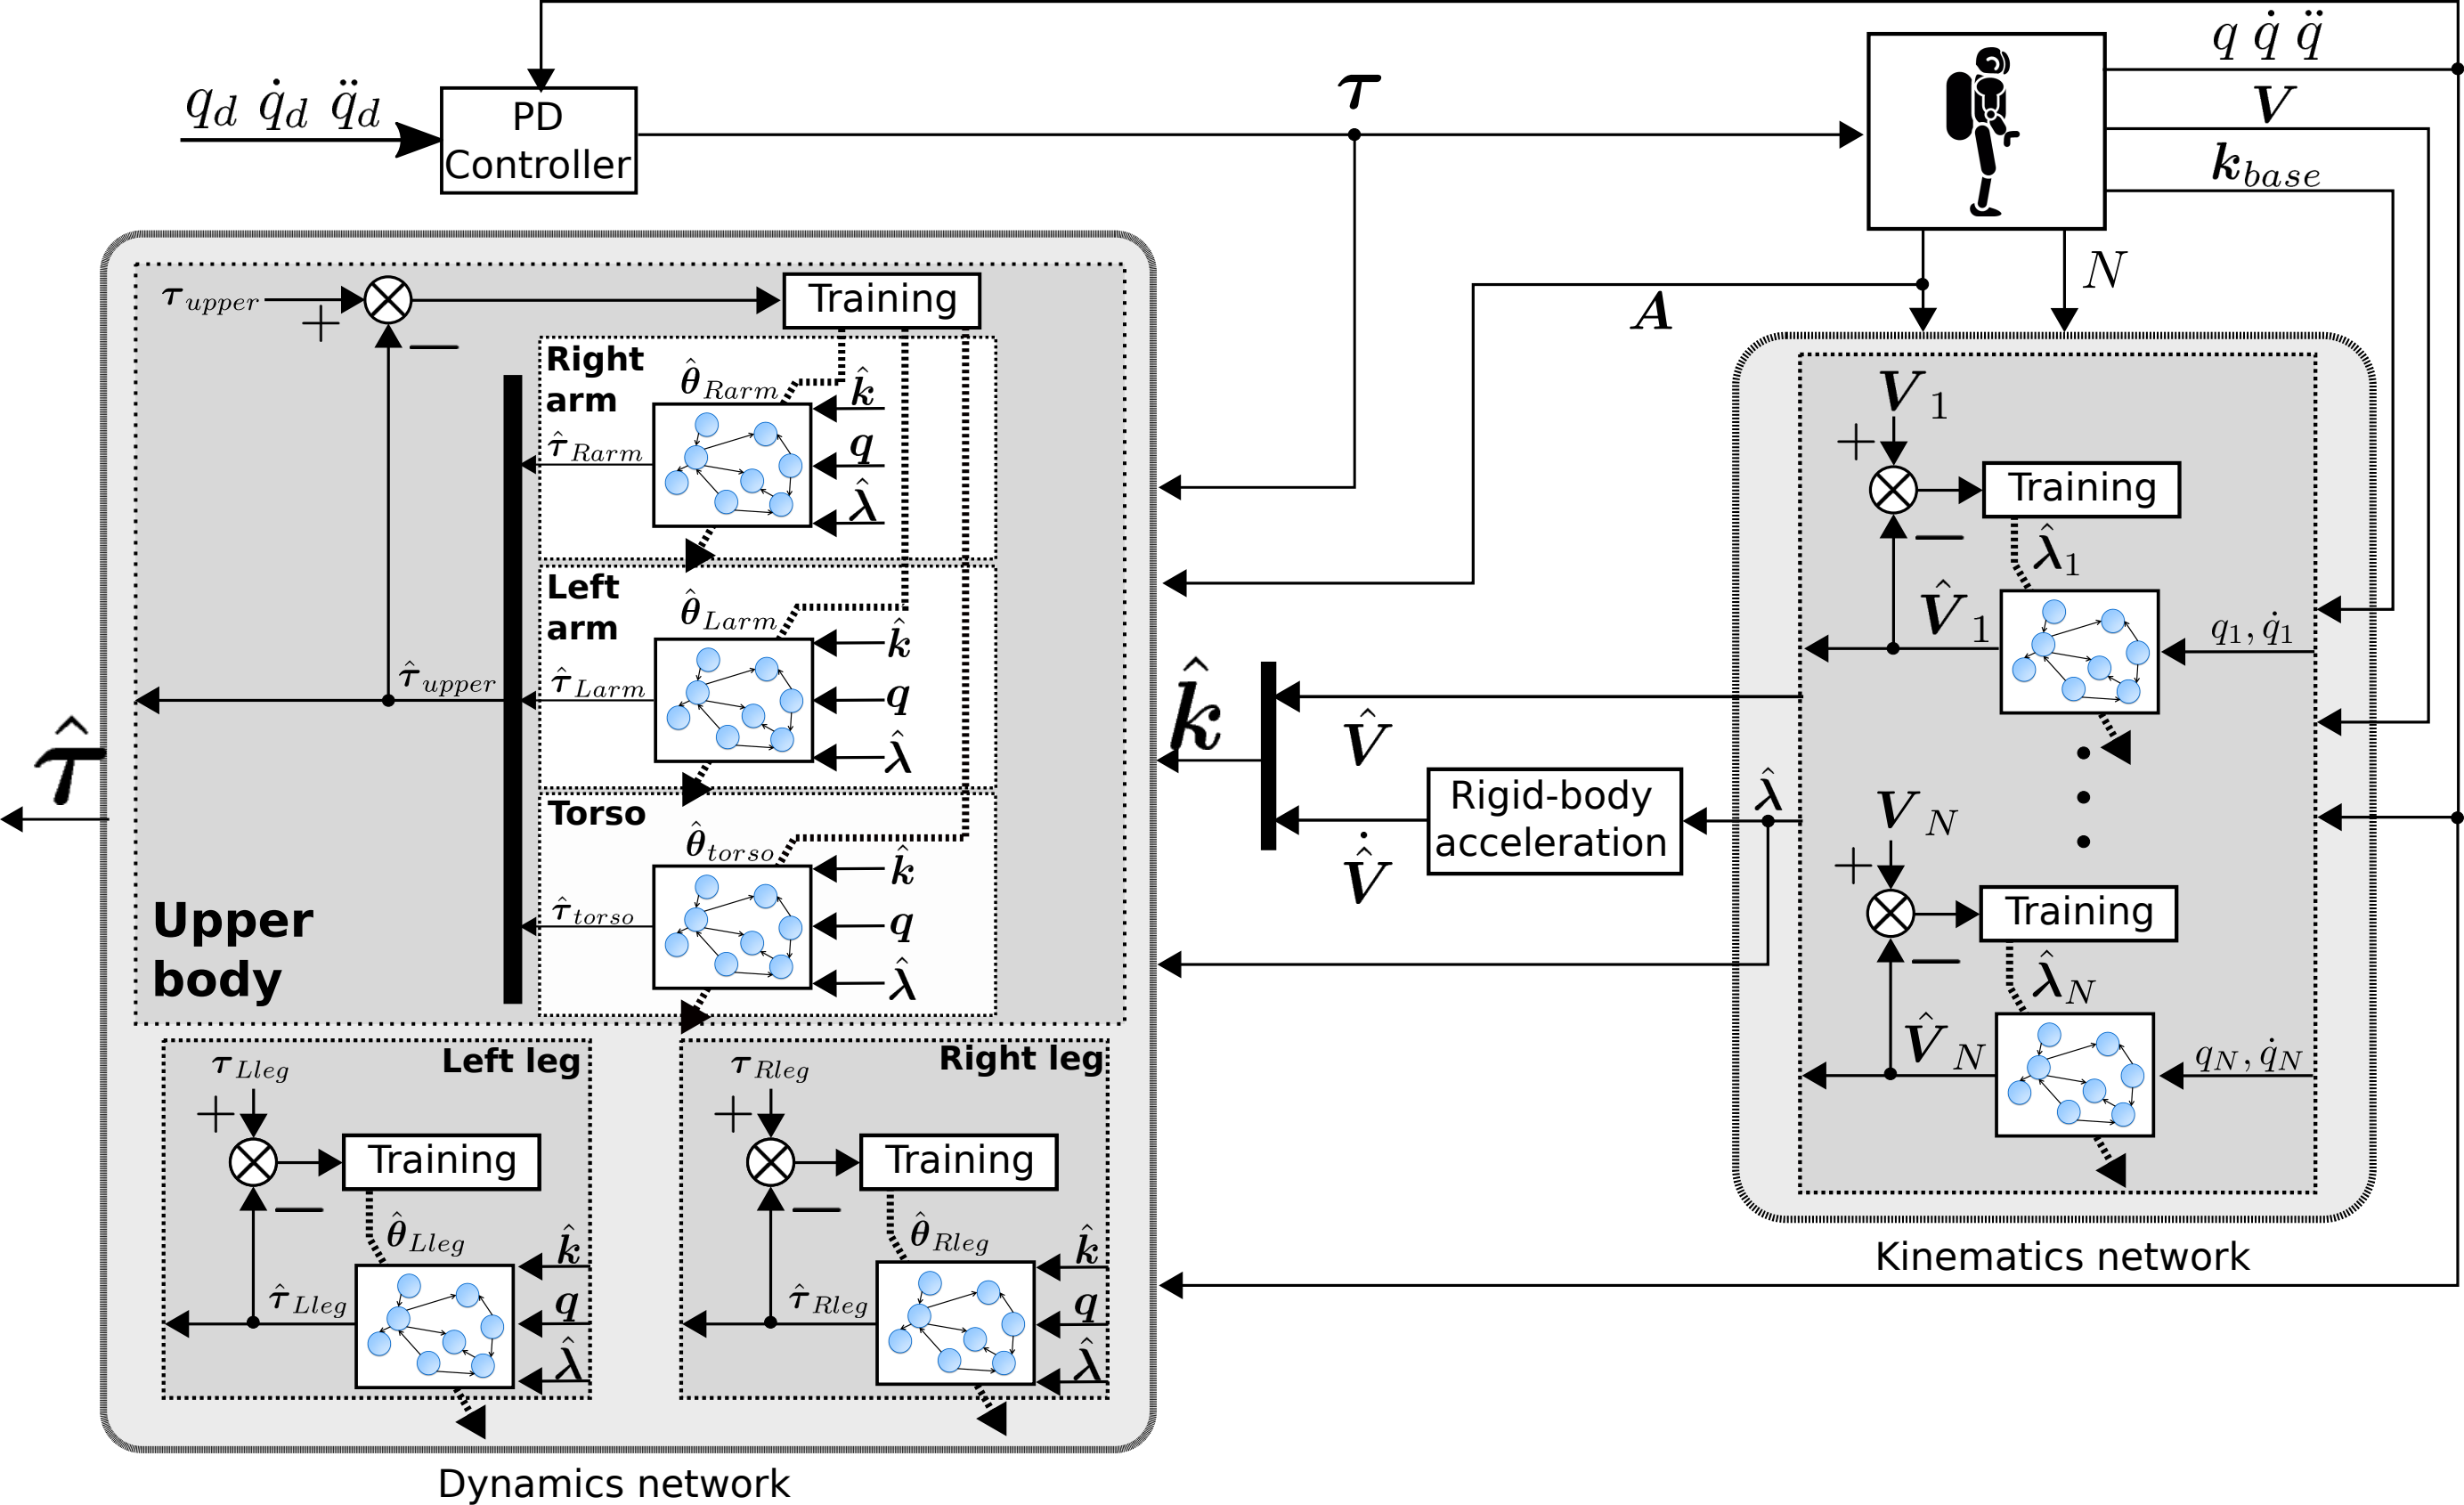 q_d q̇_d q̈_d
PD
Controller
τ
q q̇ q̈
V
k_base
A
N
τ_upper
+
−
Training
Right
arm
θ̂_Rarm
k̂
q
λ̂
τ̂_Rarm
Left
arm
θ̂_Larm
k̂
q
λ̂
τ̂_Larm
τ̂_upper
Torso
θ̂_torso
k̂
q
λ̂
τ̂_torso
Upper
body
τ̂
Left leg
τ_Lleg
+
−
Training
θ̂_Lleg
k̂
q
λ̂
τ̂_Lleg
Right leg
τ_Rleg
+
−
Training
θ̂_Rleg
k̂
q
λ̂
τ̂_Rleg
Dynamics network
k̂
V̂
V̂̇
Rigid-body
acceleration
λ̂
V_1
+
−
Training
λ̂_1
V̂_1
q_1, q̇_1
V_N
+
−
Training
λ̂_N
V̂_N
q_N, q̇_N
Kinematics network